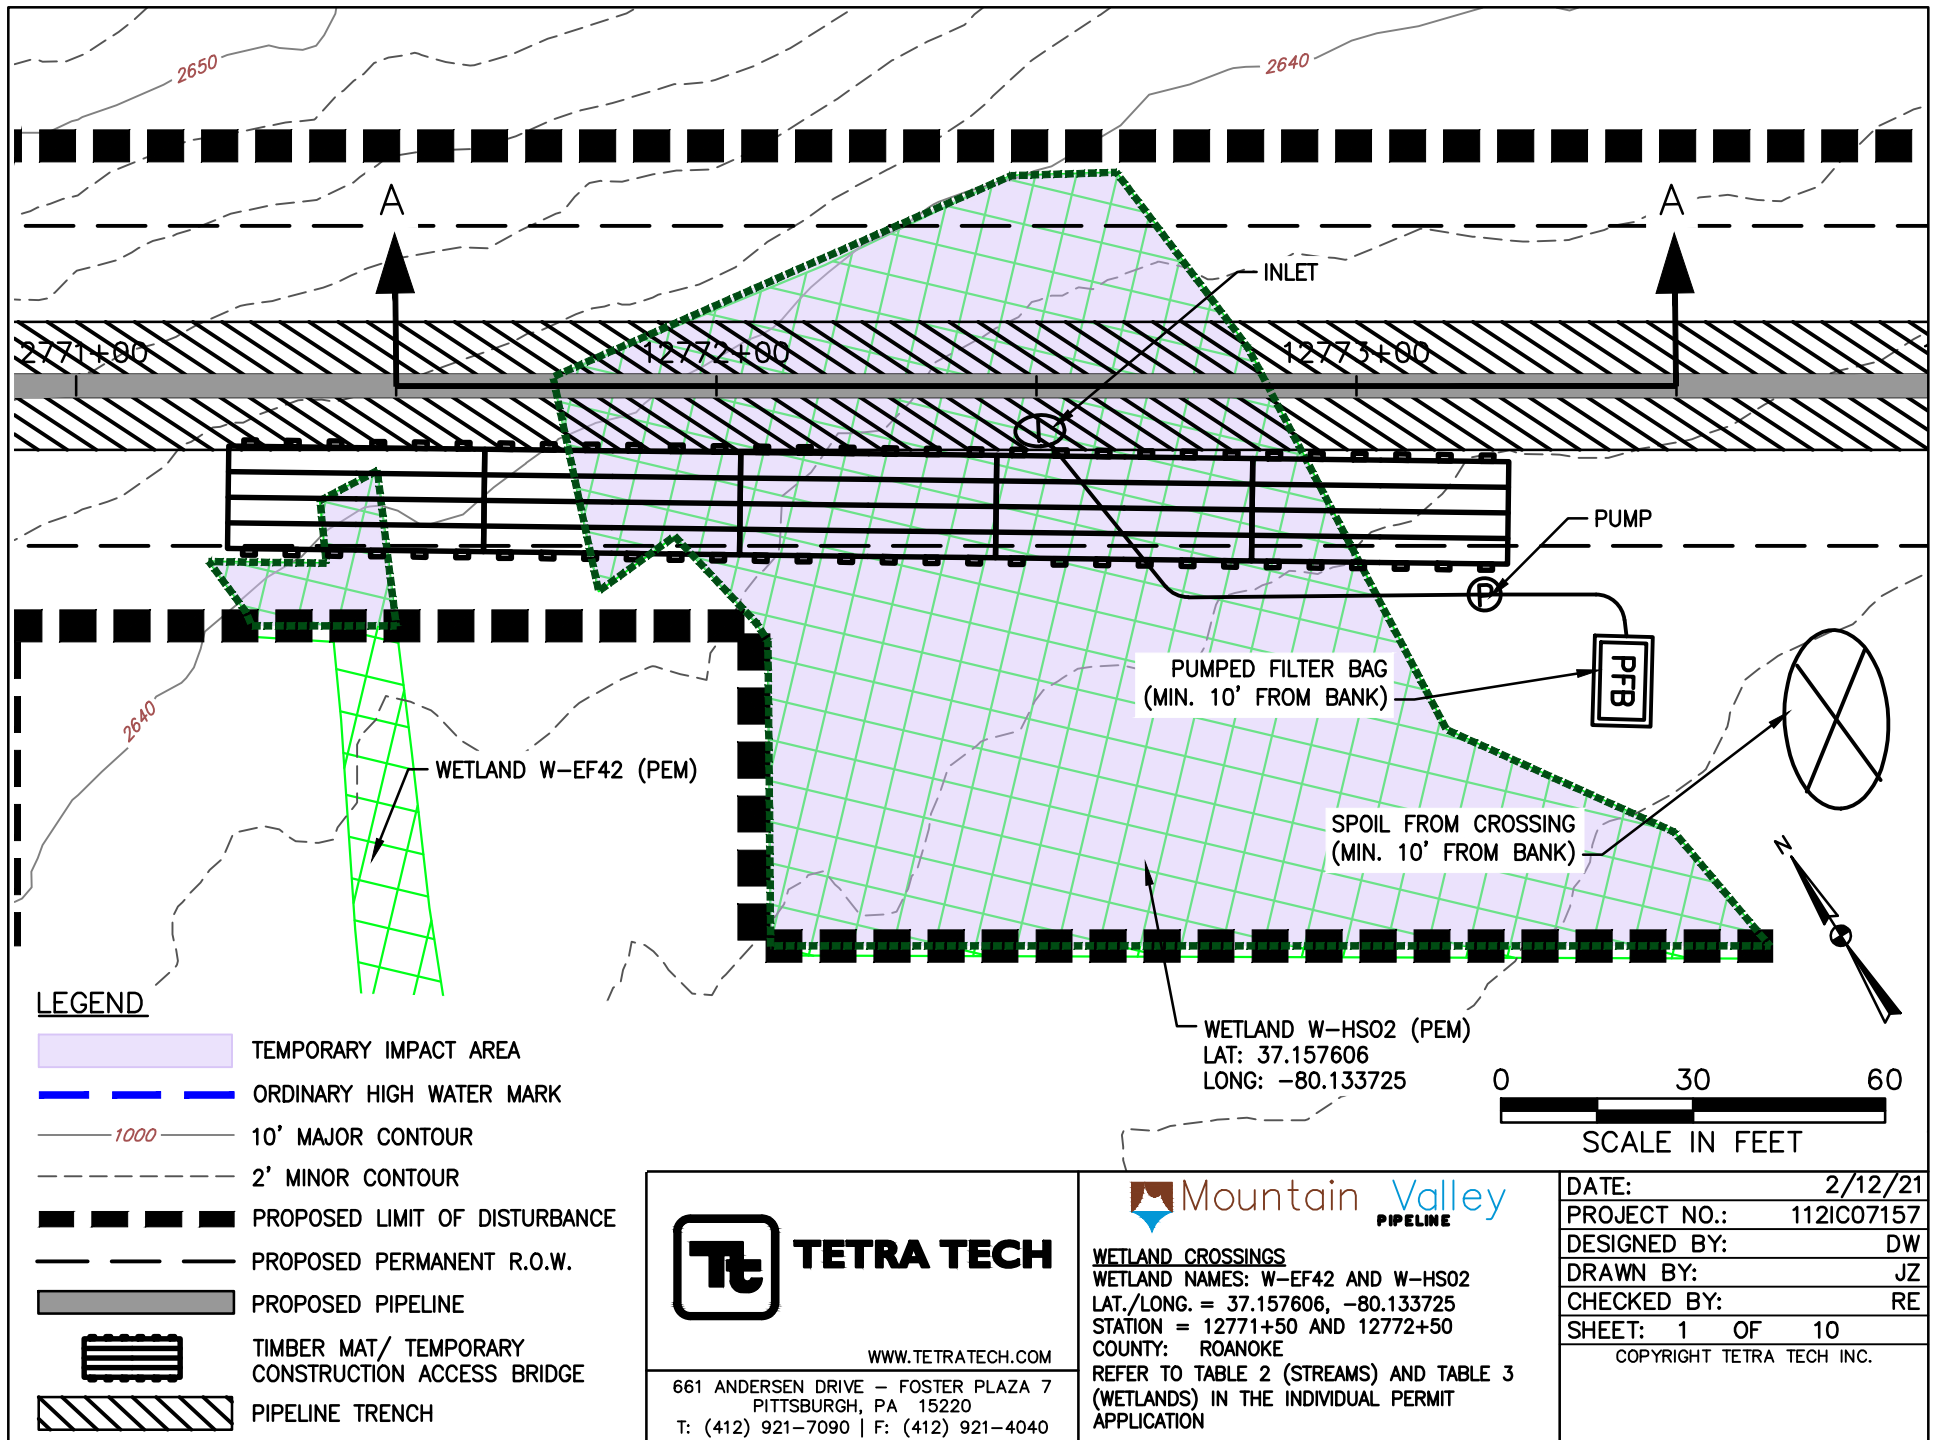 2650
2640
A
A
INLET
2771+00
12772+00
12773+00
I
PUMP
P
PFB
PUMPED FILTER BAG
(MIN. 10' FROM BANK)
2640
WETLAND W-EF42 (PEM)
SPOIL FROM CROSSING
(MIN. 10' FROM BANK)
N
WETLAND W-HS02 (PEM)
LAT: 37.157606
LONG: -80.133725
0 30 60
SCALE IN FEET
LEGEND
TEMPORARY IMPACT AREA
ORDINARY HIGH WATER MARK
1000
10' MAJOR CONTOUR
2' MINOR CONTOUR
PROPOSED LIMIT OF DISTURBANCE
PROPOSED PERMANENT R.O.W.
PROPOSED PIPELINE
TIMBER MAT/ TEMPORARY
CONSTRUCTION ACCESS BRIDGE
PIPELINE TRENCH
Tt
TETRA TECH
WWW.TETRATECH.COM
661 ANDERSEN DRIVE – FOSTER PLAZA 7
PITTSBURGH, PA 15220
T: (412) 921-7090 | F: (412) 921-4040
Mountain Valley
PIPELINE
WETLAND CROSSINGS
WETLAND NAMES: W-EF42 AND W-HS02
LAT./LONG. = 37.157606, -80.133725
STATION = 12771+50 AND 12772+50
COUNTY: ROANOKE
REFER TO TABLE 2 (STREAMS) AND TABLE 3
(WETLANDS) IN THE INDIVIDUAL PERMIT
APPLICATION
DATE: 2/12/21
PROJECT NO.: 112IC07157
DESIGNED BY: DW
DRAWN BY: JZ
CHECKED BY: RE
SHEET: 1 OF 10
COPYRIGHT TETRA TECH INC.